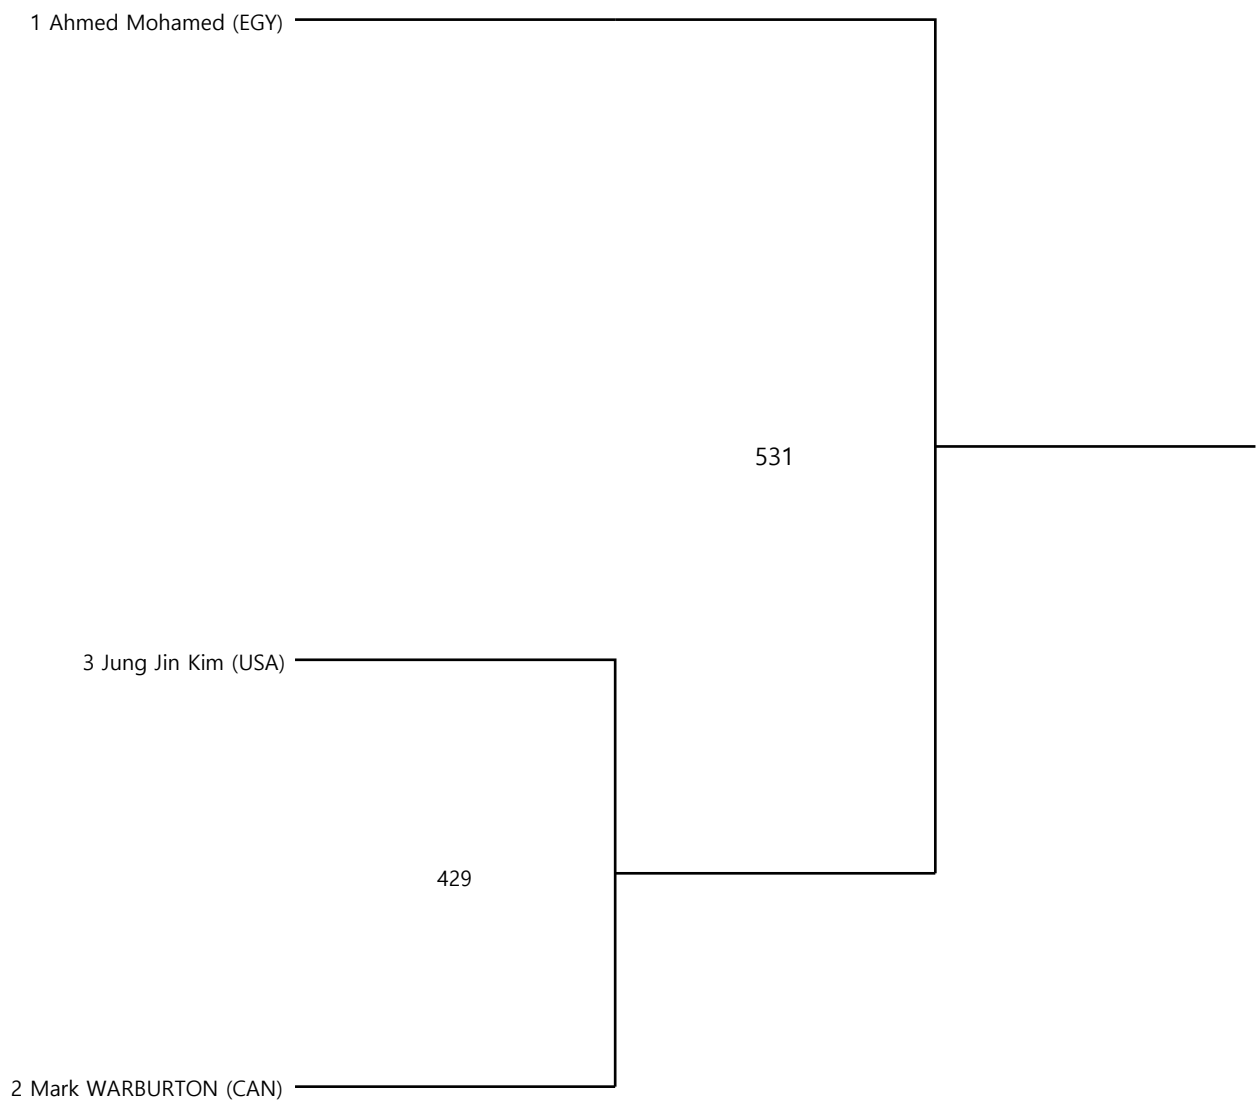 1 Ahmed Mohamed (EGY)
531
3 Jung Jin Kim (USA)
429
2 Mark WARBURTON (CAN)